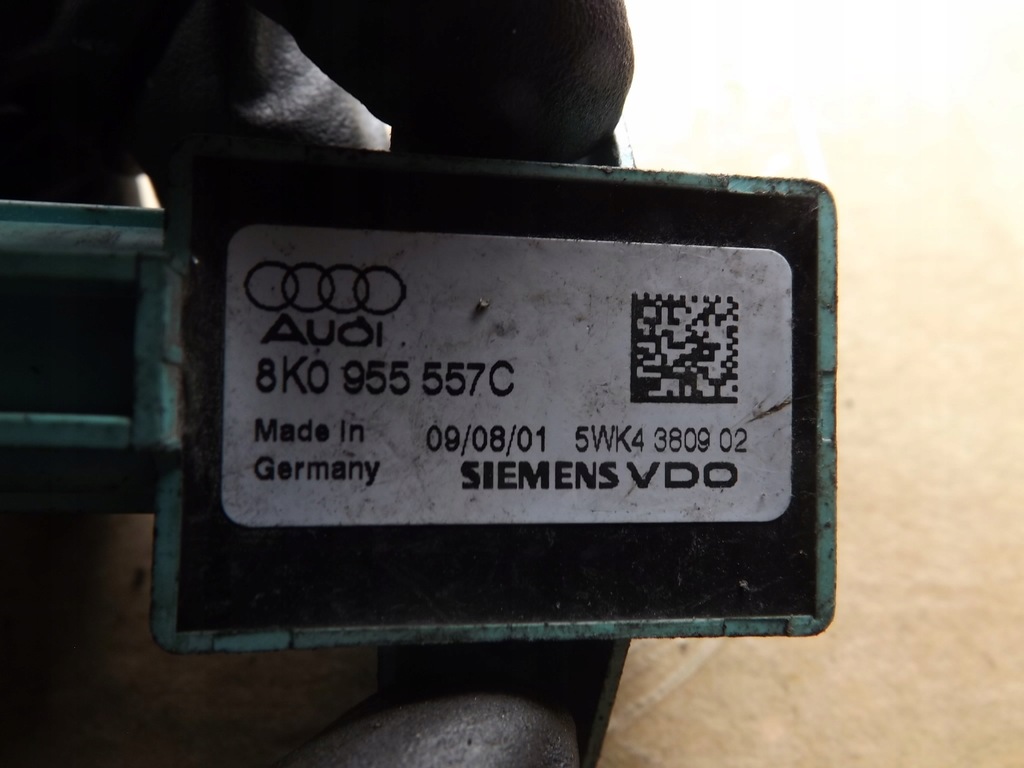 Audi
8K0 955 557C
Made in 09/08/01 5WK4 3809 02
Germany SIEMENS VDO